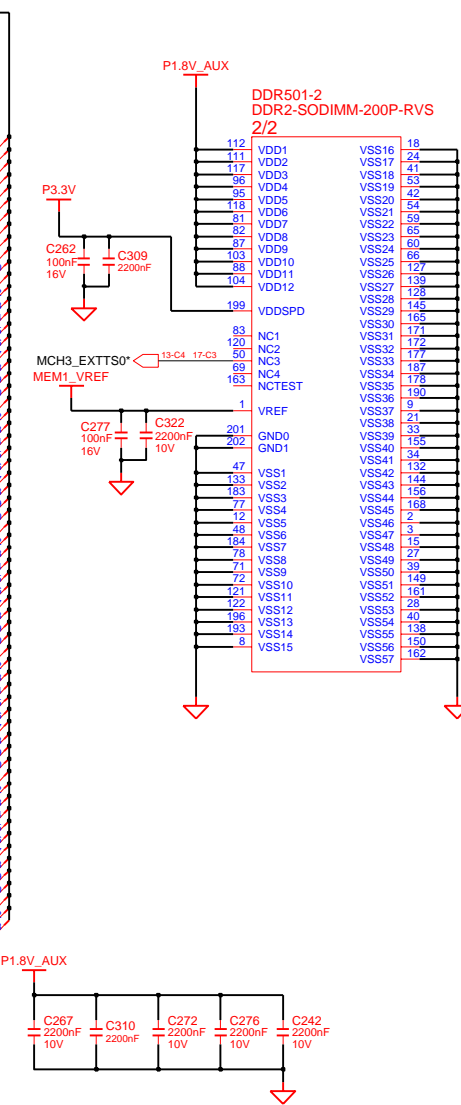 P1.8V_AUX
DDR501-2
DDR2-SODIMM-200P-RVS
2/2
112 VDD1 VSS16 18
111 VDD2 VSS17 24
117 VDD3 VSS18 41
96 VDD4 VSS19 53
95 VDD5 VSS20 42
118 VDD6 VSS21 54
81 VDD7 VSS22 59
82 VDD8 VSS23 65
87 VDD9 VSS24 60
103 VDD10 VSS25 66
88 VDD11 VSS26 127
104 VDD12 VSS27 139
VSS28 128
199 VDDSPD VSS29 145
VSS30 165
83 NC1 VSS31 171
120 NC2 VSS32 172
50 NC3 VSS33 177
69 NC4 VSS34 187
163 NCTEST VSS35 178
VSS36 190
1 VREF VSS37 9
VSS38 21
201 GND0 VSS39 33
202 GND1 VSS40 155
VSS41 34
47 VSS1 VSS42 132
133 VSS2 VSS43 144
183 VSS3 VSS44 156
77 VSS4 VSS45 168
12 VSS5 VSS46 2
48 VSS6 VSS47 3
184 VSS7 VSS48 15
78 VSS8 VSS49 27
71 VSS9 VSS50 39
72 VSS10 VSS51 149
121 VSS11 VSS52 161
122 VSS12 VSS53 28
196 VSS13 VSS54 40
193 VSS14 VSS55 138
8 VSS15 VSS56 150
VSS57 162
P3.3V
C262
100nF
16V
C309
2200nF
MCH3_EXTTS0* 13-C4 17-C3
MEM1_VREF
C277
100nF
16V
C322
2200nF
10V
P1.8V_AUX
C267
2200nF
10V
C310
2200nF
C272
2200nF
10V
C276
2200nF
10V
C242
2200nF
10V